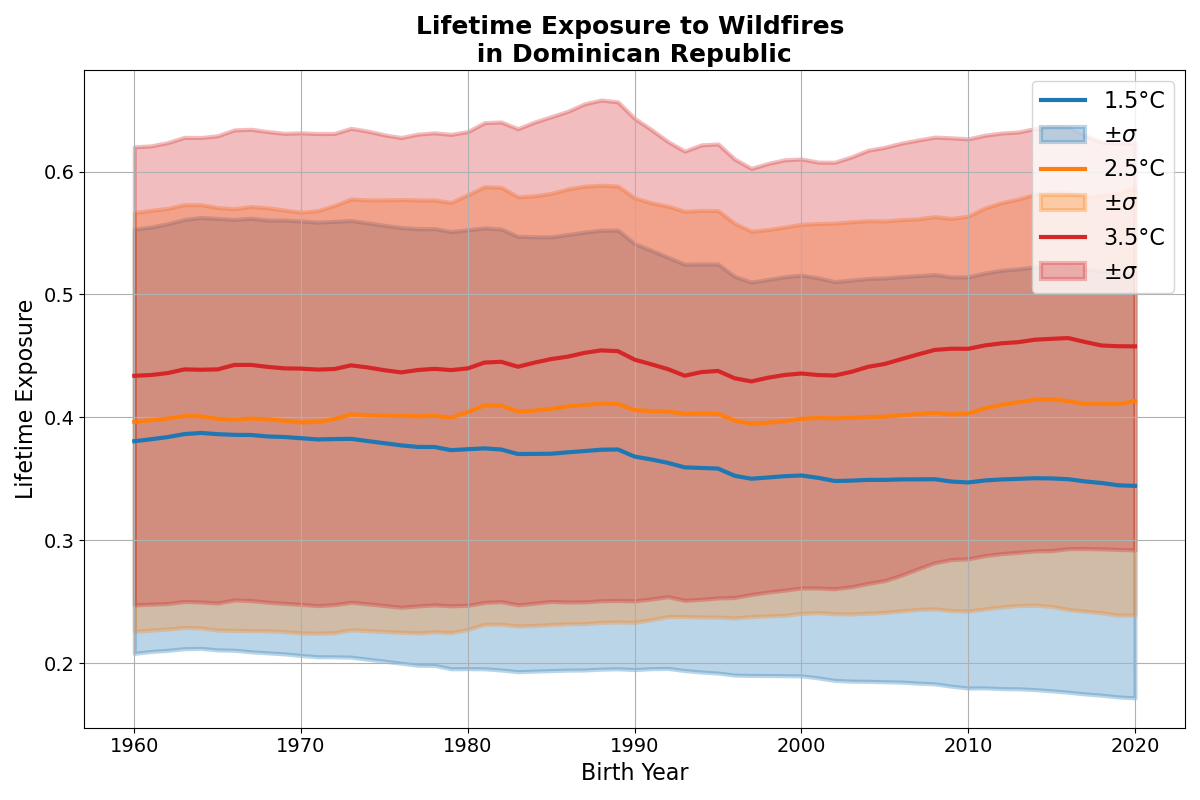 Lifetime Exposure to Wildfires
in Dominican Republic
Lifetime Exposure
0.6
0.5
0.4
0.3
0.2
1960
1970
1980
1990
2000
2010
2020
Birth Year
1.5°C
±σ
2.5°C
±σ
3.5°C
±σ